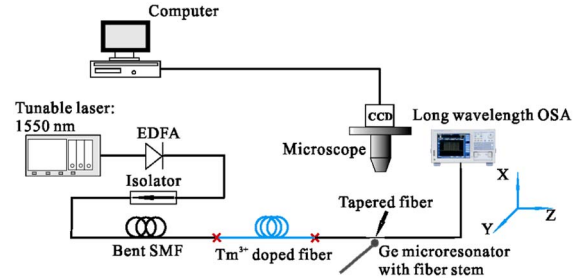 Computer
Tunable laser:
1550 nm
EDFA
CCD
Long wavelength OSA
Microscope
Isolator
X
Tapered fiber
Z
Y
Bent SMF
Tm³⁺ doped fiber
Ge microresonator
with fiber stem